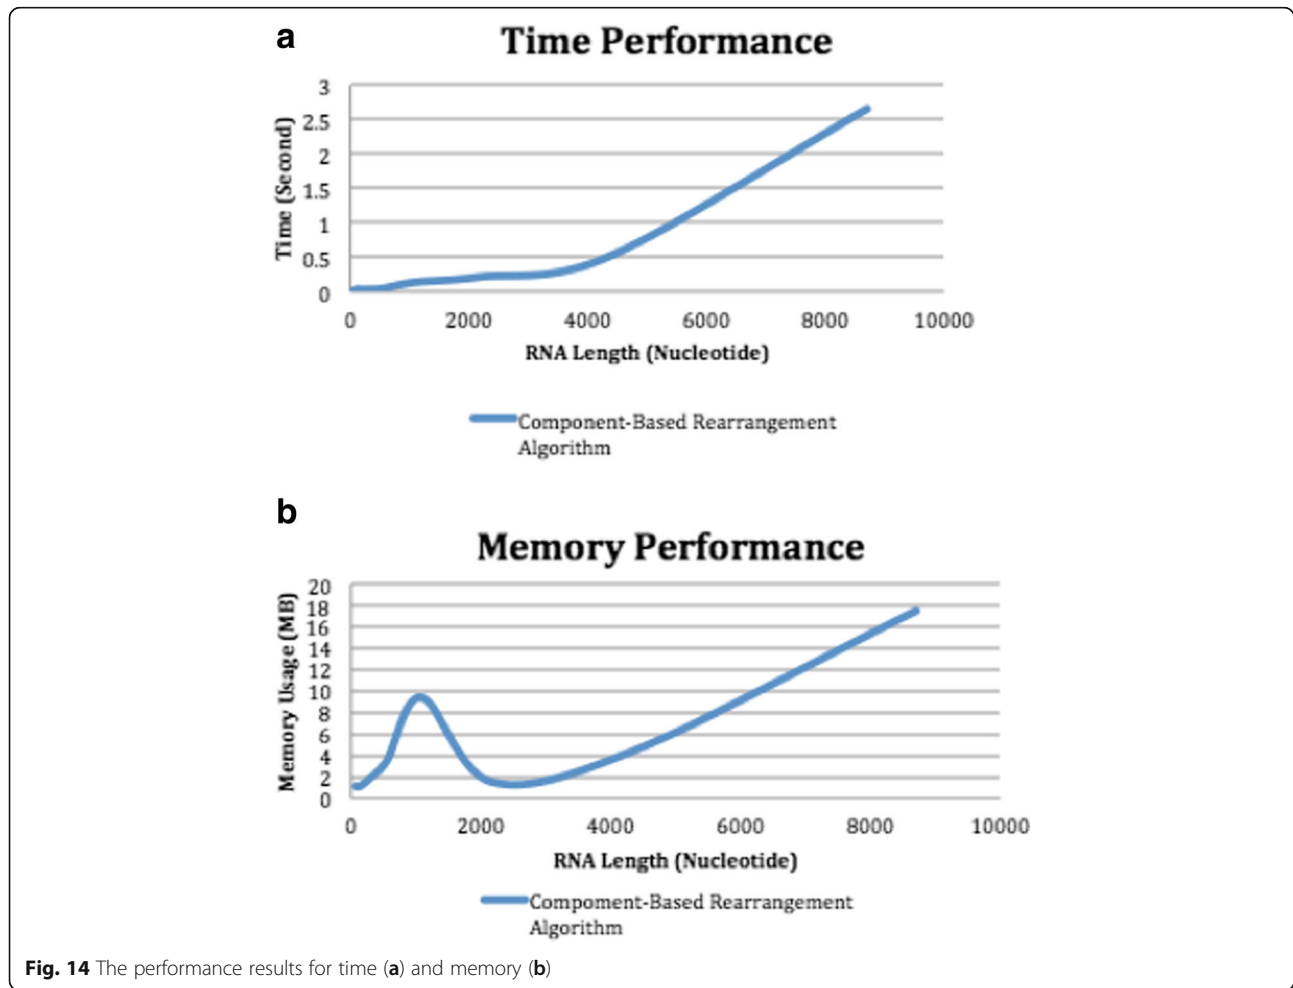 a
Time Performance
3
2.5
2
1.5
1
0.5
0
Time (Second)
0 2000 4000 6000 8000 10000
RNA Length (Nucleotide)
Component-Based Rearrangement
Algorithm
b
Memory Performance
20
18
16
14
12
10
8
6
4
2
0
Memory Usage (MB)
0 2000 4000 6000 8000 10000
RNA Length (Nucleotide)
Compoment-Based Rearrangement
Algorithm
Fig. 14 The performance results for time (a) and memory (b)